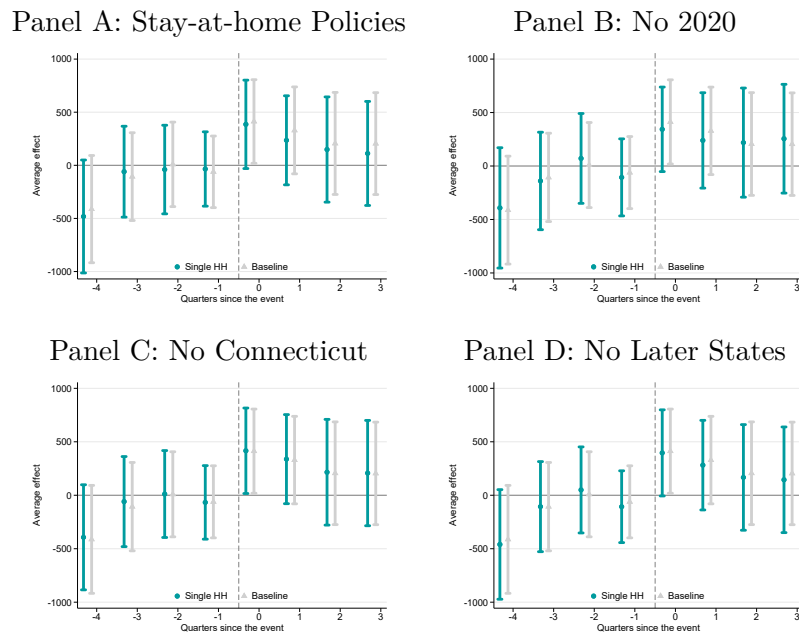 Panel A: Stay-at-home Policies
1000
500
0
-500
-1000
Average effect
-4 -3 -2 -1 0 1 2 3
Quarters since the event
Single HH Baseline
Panel B: No 2020
1000
500
0
-500
-1000
Average effect
-4 -3 -2 -1 0 1 2 3
Quarters since the event
Single HH Baseline
Panel C: No Connecticut
1000
500
0
-500
-1000
Average effect
-4 -3 -2 -1 0 1 2 3
Quarters since the event
Single HH Baseline
Panel D: No Later States
1000
500
0
-500
-1000
Average effect
-4 -3 -2 -1 0 1 2 3
Quarters since the event
Single HH Baseline